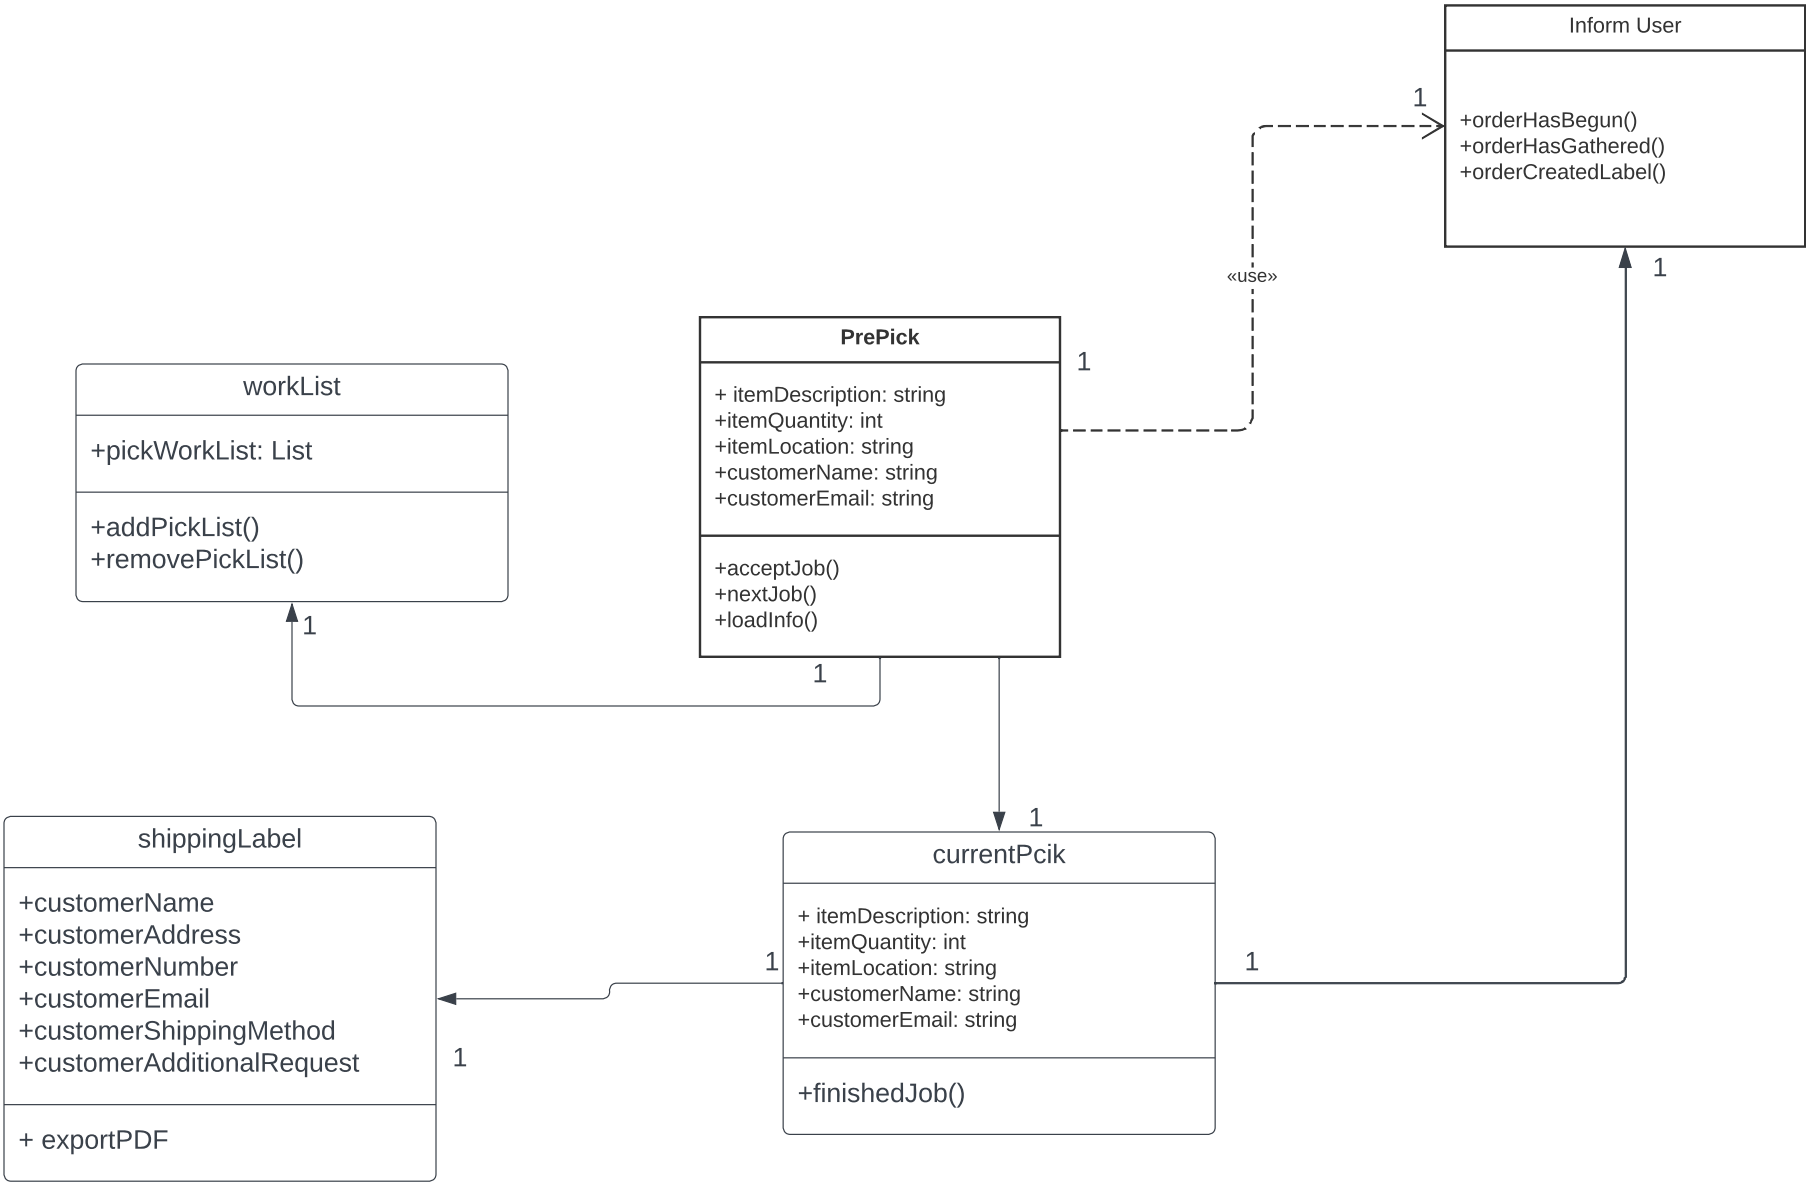 Inform User
+orderHasBegun()
+orderHasGathered()
+orderCreatedLabel()
1
1
«use»
PrePick
+ itemDescription: string
+itemQuantity: int
+itemLocation: string
+customerName: string
+customerEmail: string
+acceptJob()
+nextJob()
+loadInfo()
1
1
workList
+pickWorkList: List
+addPickList()
+removePickList()
1
shippingLabel
+customerName
+customerAddress
+customerNumber
+customerEmail
+customerShippingMethod
+customerAdditionalRequest
+ exportPDF
1
1
currentPcik
+ itemDescription: string
+itemQuantity: int
+itemLocation: string
+customerName: string
+customerEmail: string
+finishedJob()
1
1